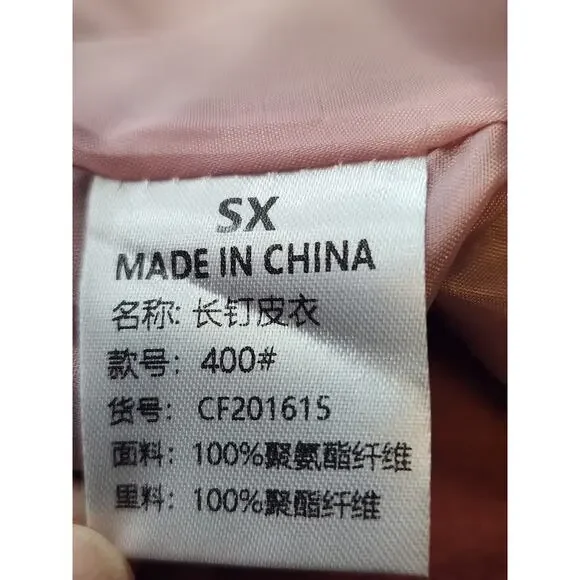 SX
MADE IN CHINA
名称: 长钉皮衣
款号: 400#
货号: CF201615
面料: 100%聚氨酯纤维
里料: 100%聚酯纤维